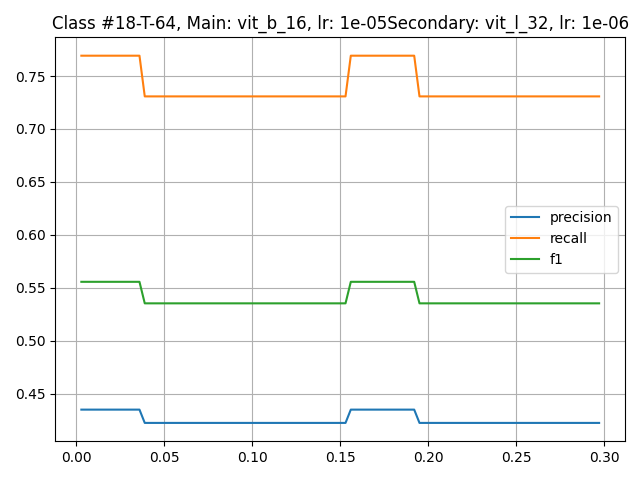 Class #18-T-64, Main: vit_b_16, lr: 1e-05Secondary: vit_l_32, lr: 1e-06
0.75
0.70
0.65
0.60
0.55
0.50
0.45
precision
recall
f1
0.00 0.05 0.10 0.15 0.20 0.25 0.30